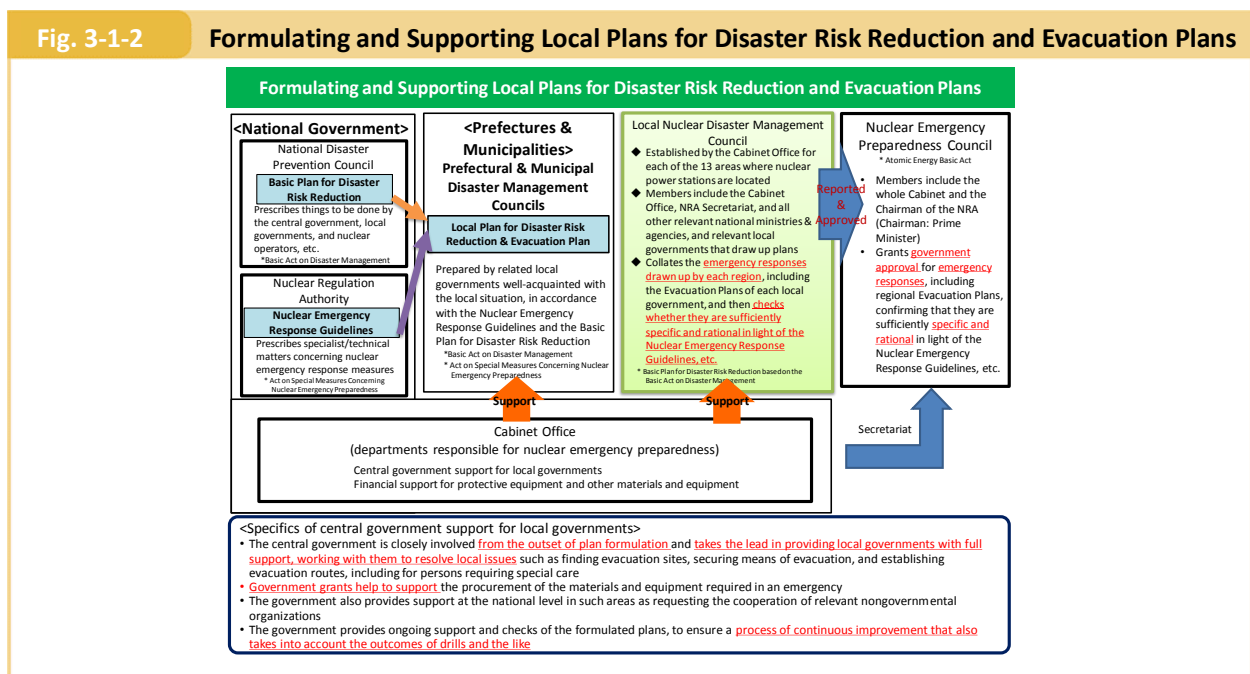 Fig. 3-1-2
Formulating and Supporting Local Plans for Disaster Risk Reduction and Evacuation Plans
Formulating and Supporting Local Plans for Disaster Risk Reduction and Evacuation Plans
<National Government>
National Disaster
Prevention Council
Basic Plan for Disaster
Risk Reduction
Prescribes things to be done by
the central government, local
governments, and nuclear
operators, etc.
*Basic Act on Disaster Management
Nuclear Regulation
Authority
Nuclear Emergency
Response Guidelines
Prescribes specialist/technical
matters concerning nuclear
emergency response measures
* Act on Special Measures Concerning
Nuclear Emergency Preparedness
<Prefectures &
Municipalities>
Prefectural & Municipal
Disaster Management
Councils
Local Plan for Disaster Risk
Reduction & Evacuation Plan
Prepared by related local
governments well-acquainted with
the local situation, in accordance
with the Nuclear Emergency
Response Guidelines and the Basic
Plan for Disaster Risk Reduction
*Basic Act on Disaster Management
* Act on Special Measures Concerning Nuclear
Emergency Preparedness
Support
Local Nuclear Disaster Management
Council
◆ Established by the Cabinet Office for
each of the 13 areas where nuclear
power stations are located
◆ Members include the Cabinet
Office, NRA Secretariat, and all
other relevant national ministries &
agencies, and relevant local
governments that draw up plans
◆ Collates the emergency responses
drawn up by each region, including
the Evacuation Plans of each local
government, and then checks
whether they are sufficiently
specific and rational in light of the
Nuclear Emergency Response
Guidelines, etc.
* Basic Plan for Disaster Risk Reduction based on the
Basic Act on Disaster Management
Support
Reported
&
Approved
Nuclear Emergency
Preparedness Council
* Atomic Energy Basic Act
• Members include the
whole Cabinet and the
Chairman of the NRA
(Chairman: Prime
Minister)
• Grants government
approval for emergency
responses, including
regional Evacuation Plans,
confirming that they are
sufficiently specific and
rational in light of the
Nuclear Emergency
Response Guidelines, etc.
Secretariat
Cabinet Office
(departments responsible for nuclear emergency preparedness)
Central government support for local governments
Financial support for protective equipment and other materials and equipment
<Specifics of central government support for local governments>
• The central government is closely involved from the outset of plan formulation and takes the lead in providing local governments with full
support, working with them to resolve local issues such as finding evacuation sites, securing means of evacuation, and establishing
evacuation routes, including for persons requiring special care
• Government grants help to support the procurement of the materials and equipment required in an emergency
• The government also provides support at the national level in such areas as requesting the cooperation of relevant nongovernmental
organizations
• The government provides ongoing support and checks of the formulated plans, to ensure a process of continuous improvement that also
takes into account the outcomes of drills and the like